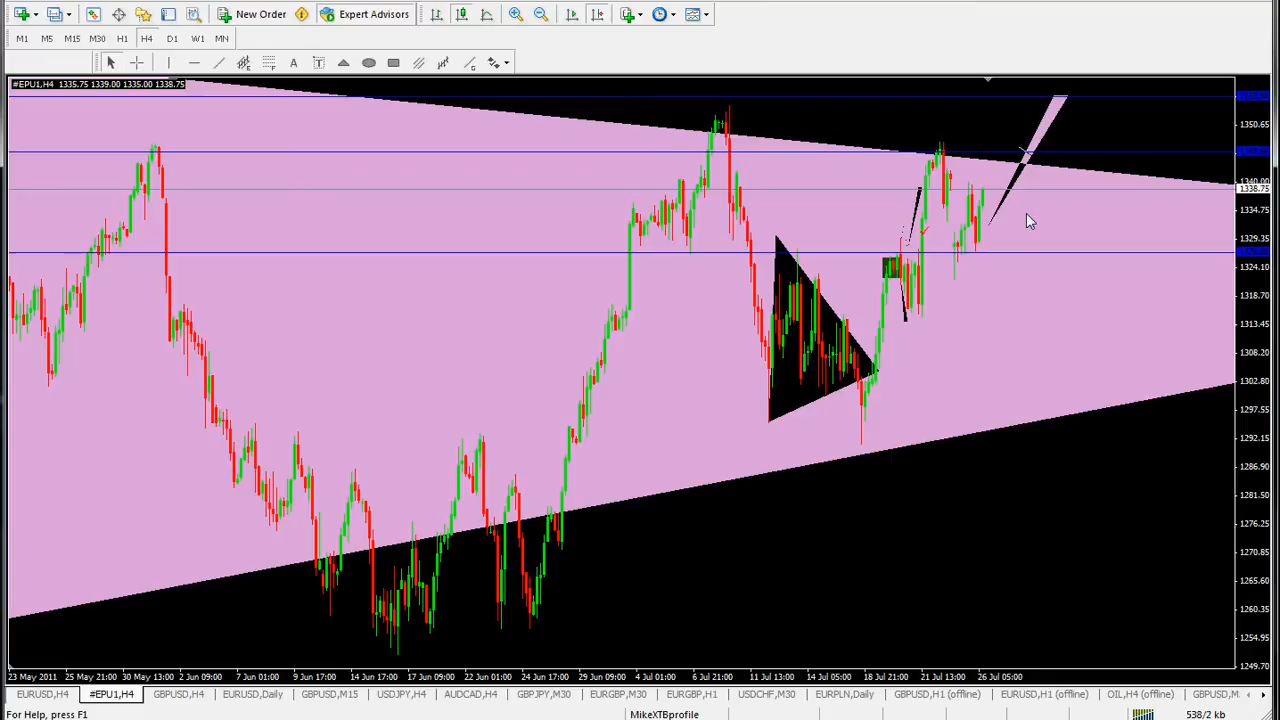 New Order Expert Advisors
M1 M5 M15 M30 H1 H4 D1 W1 MN
A T
#EPU1,H4 1335.75 1339.00 1335.00 1338.75
1350.65
1340.00
1338.75
1334.75
1329.35
1324.10
1318.70
1313.45
1308.20
1302.80
1297.55
1292.15
1286.90
1281.50
1276.25
1270.85
1265.60
1260.35
1254.95
1249.70
23 May 2011 25 May 21:00 30 May 13:00 2 Jun 09:00 7 Jun 01:00 9 Jun 17:00 14 Jun 17:00 17 Jun 09:00 22 Jun 01:00 24 Jun 17:00 29 Jun 13:00 4 Jul 01:00 6 Jul 21:00 11 Jul 13:00 14 Jul 05:00 18 Jul 21:00 21 Jul 13:00 26 Jul 05:00
EURUSD,H4 #EPU1,H4 GBPUSD,H4 EURUSD,Daily GBPUSD,M15 USDJPY,H4 AUDCAD,H4 GBPJPY,M30 EURGBP,M30 EURGBP,H1 USDCHF,M30 EURPLN,Daily GBPUSD,H1 (offline) EURUSD,H1 (offline) OIL,H4 (offline) GBPUSD,M
For Help, press F1 MikeXTBprofile 538/2 kb